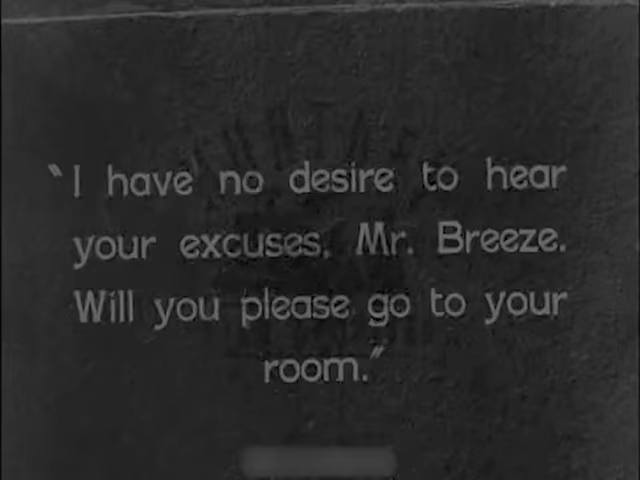 "I have no desire to hear
your excuses, Mr. Breeze.
Will you please go to your
room."